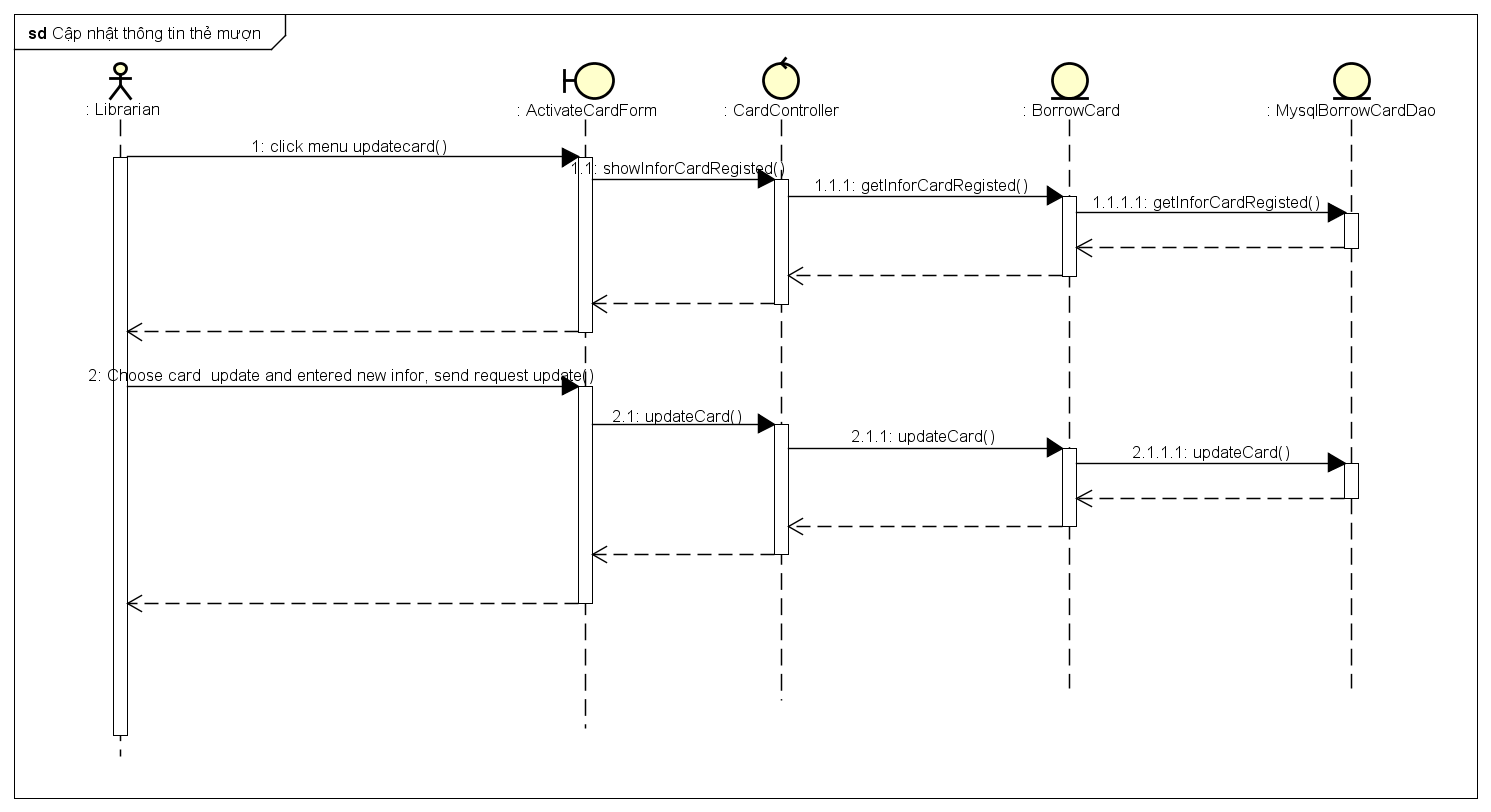 sd Cập nhật thông tin thẻ mượn
: Librarian
: ActivateCardForm
: CardController
: BorrowCard
: MysqlBorrowCardDao
1: click menu updatecard()
1.1: showInforCardRegisted()
1.1.1: getInforCardRegisted()
1.1.1.1: getInforCardRegisted()
2: Choose card  update and entered new infor, send request update()
2.1: updateCard()
2.1.1: updateCard()
2.1.1.1: updateCard()